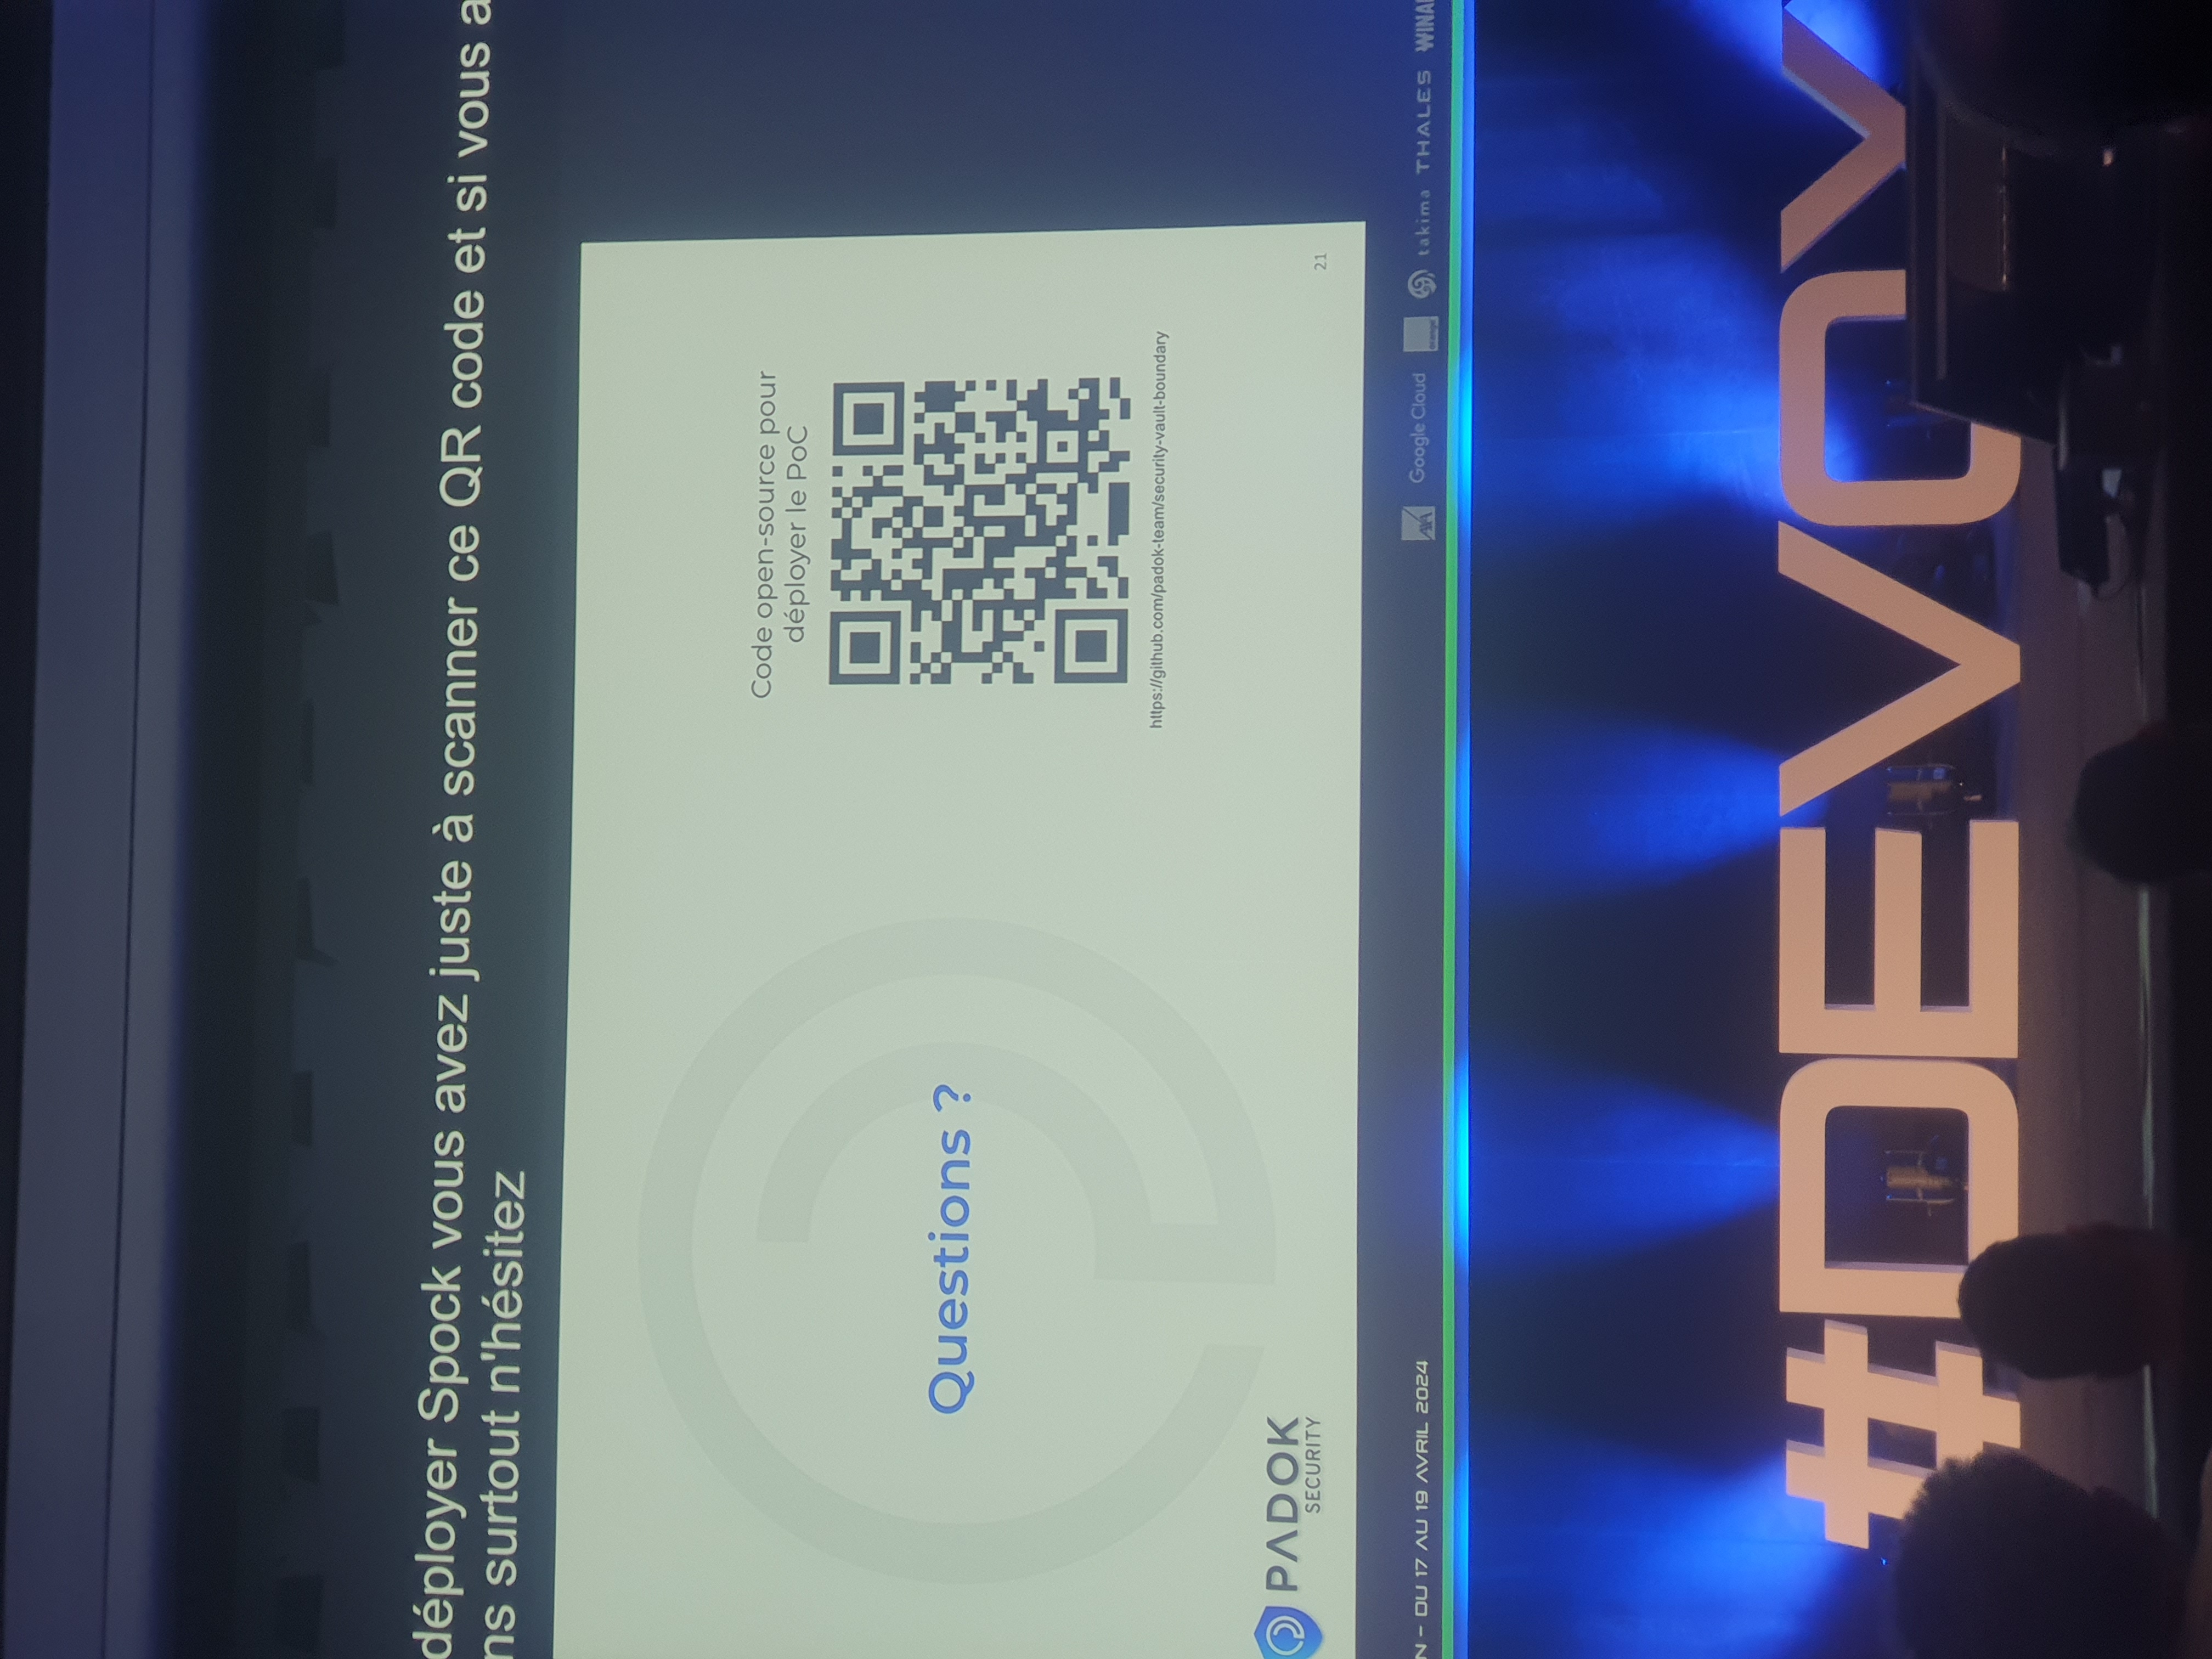 déployer Spock vous avez juste à scanner ce QR code et si vous a
ns surtout n'hésitez
Code open-source pour
déployer le PoC
Questions ?
https://github.com/padok-team/security-vault-boundary
PADOK
SECURITY
21
N - DU 17 AU 19 AVRIL 2024
AXA Google Cloud orange takima THALES WINA
#DEVOX